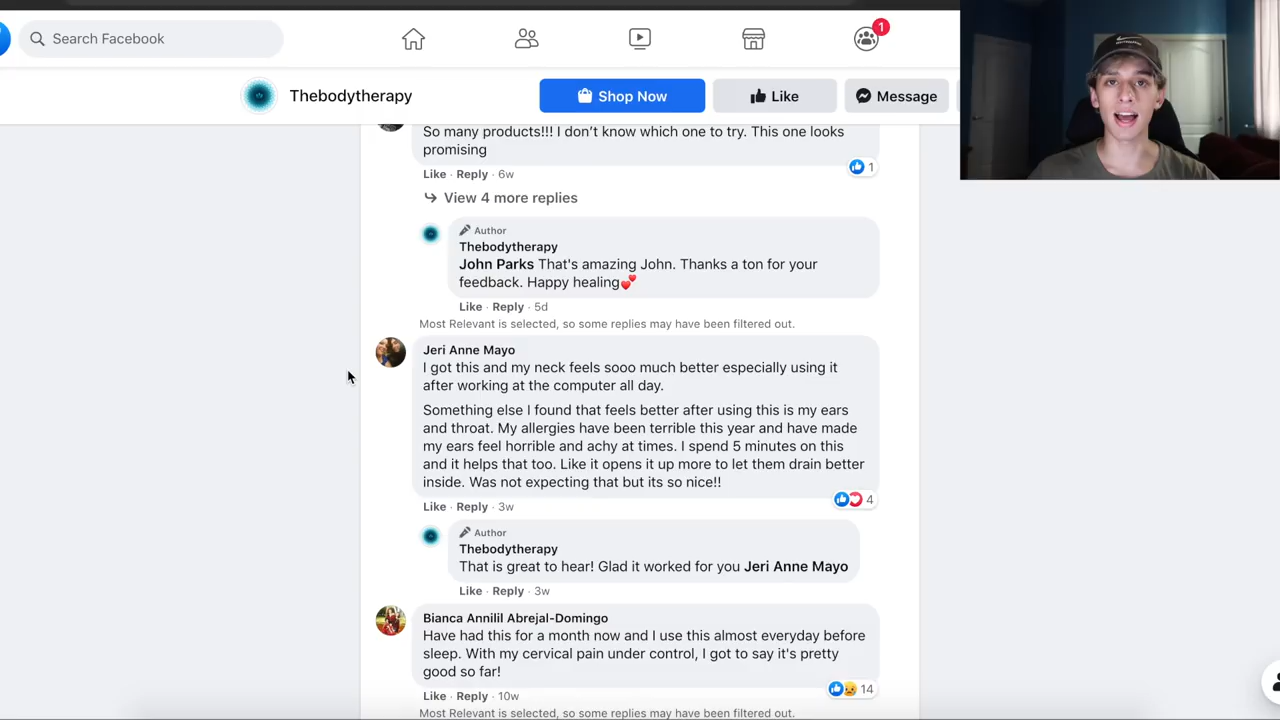 Search Facebook
1
Thebodytherapy
Shop Now
Like
Message
So many products!!! I don’t know which one to try. This one looks
promising
1
Like · Reply · 6w
View 4 more replies
Author
Thebodytherapy
John Parks That's amazing John. Thanks a ton for your
feedback. Happy healing💕
Like · Reply · 5d
Most Relevant is selected, so some replies may have been filtered out.
Jeri Anne Mayo
I got this and my neck feels sooo much better especially using it
after working at the computer all day.
Something else I found that feels better after using this is my ears
and throat. My allergies have been terrible this year and have made
my ears feel horrible and achy at times. I spend 5 minutes on this
and it helps that too. Like it opens it up more to let them drain better
inside. Was not expecting that but its so nice!!
4
Like · Reply · 3w
Author
Thebodytherapy
That is great to hear! Glad it worked for you Jeri Anne Mayo
Like · Reply · 3w
Bianca Annilil Abrejal-Domingo
Have had this for a month now and I use this almost everyday before
sleep. With my cervical pain under control, I got to say it's pretty
good so far!
14
Like · Reply · 10w
Most Relevant is selected, so some replies may have been filtered out.